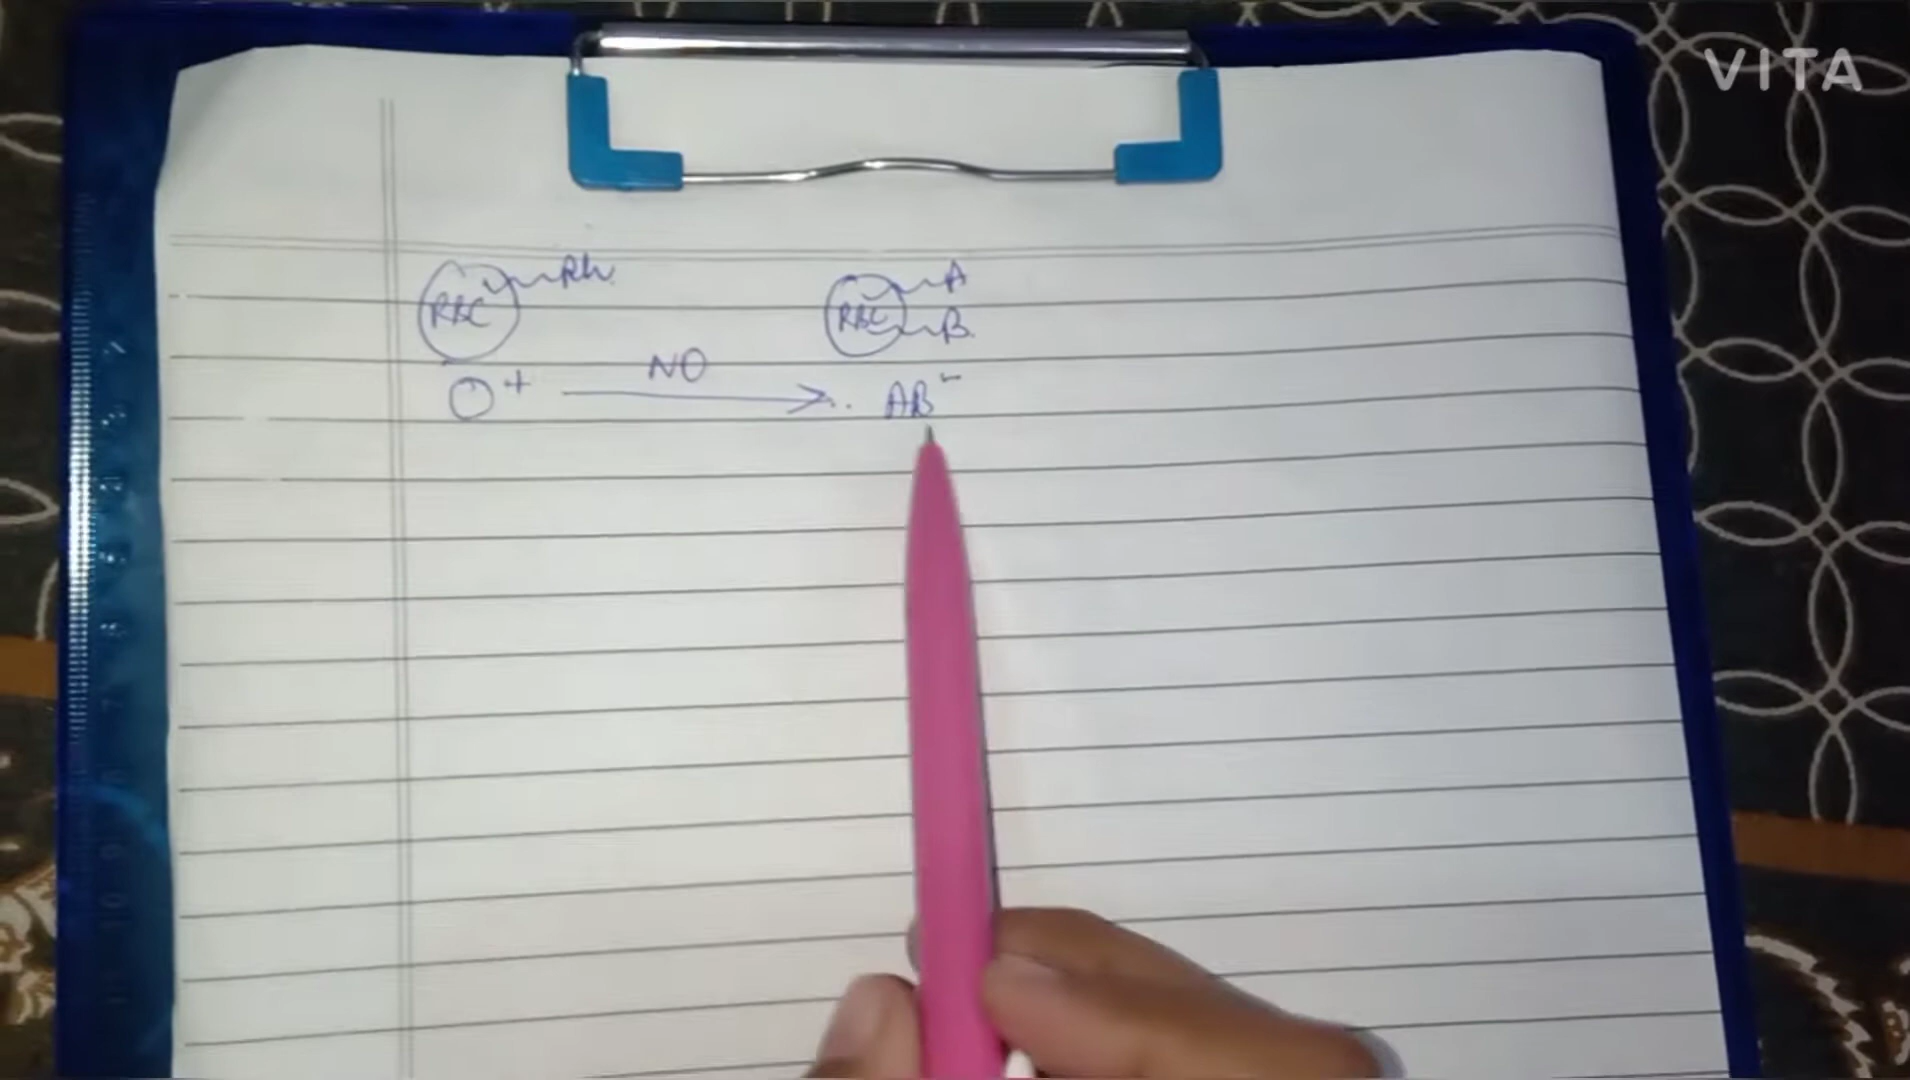 VITA
RBC Rh
RBC A
B
NO
O+ → AB-